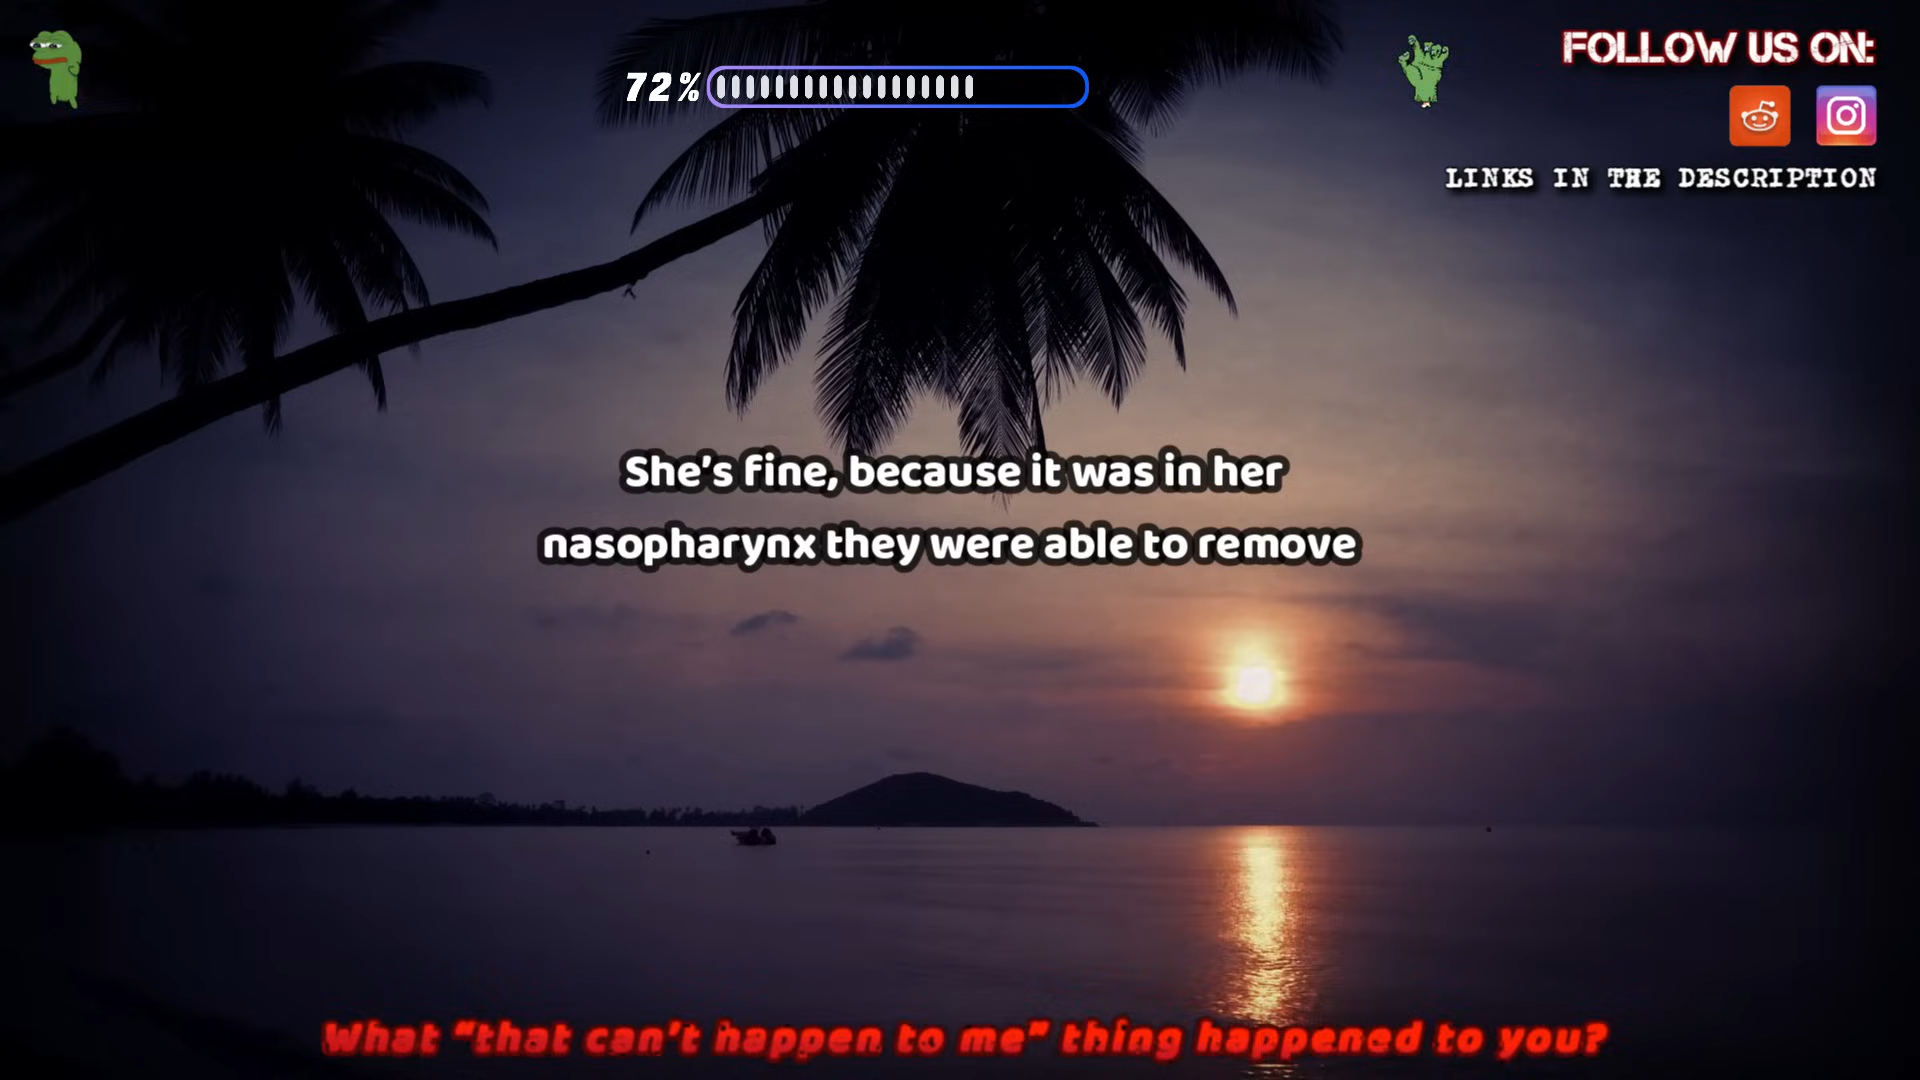 72%
FOLLOW US ON:
LINKS IN THE DESCRIPTION
She's fine, because it was in her
nasopharynx they were able to remove
What "that can't happen to me" thing happened to you?